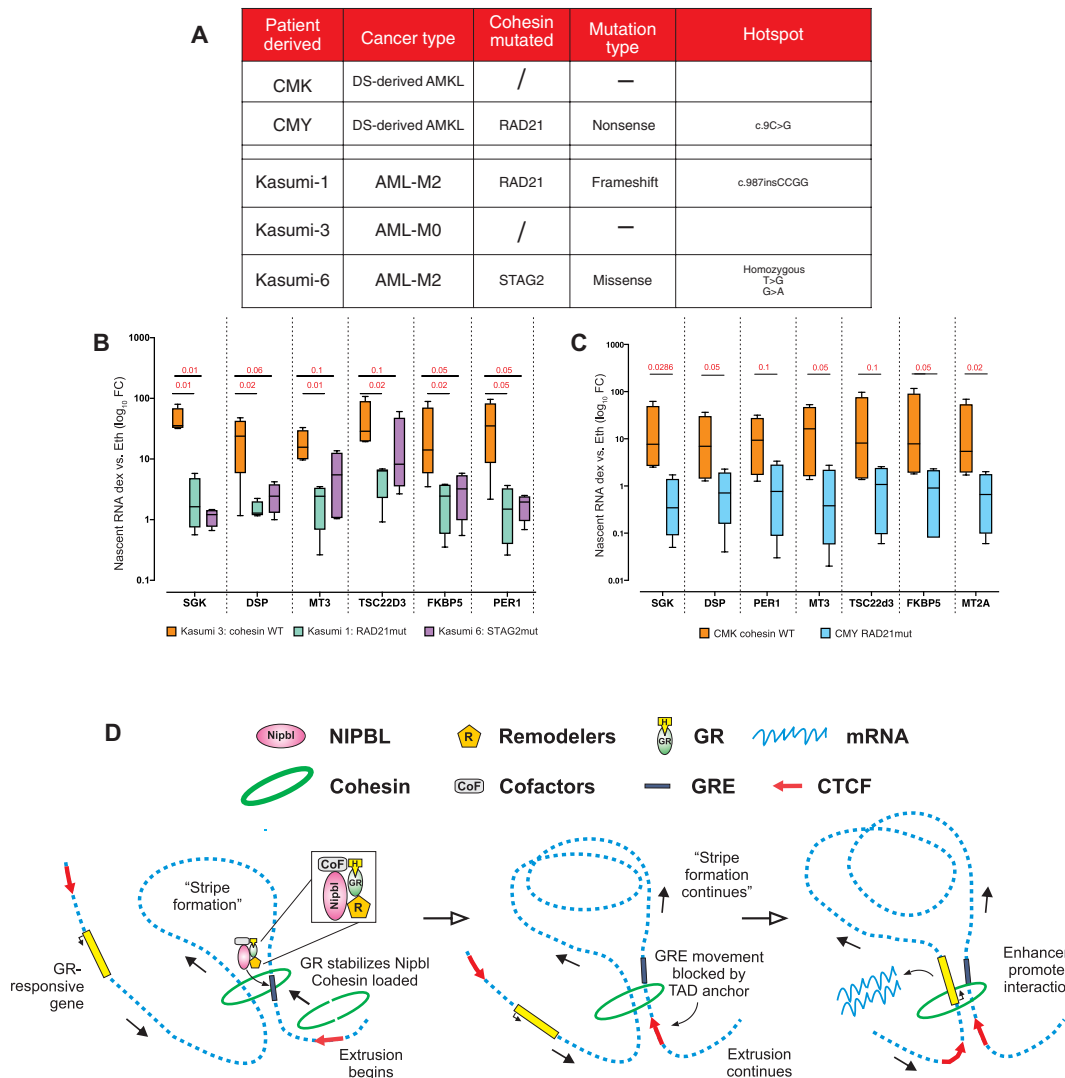 A
Patient derived Cancer type Cohesin mutated Mutation type Hotspot
CMK DS-derived AMKL / –
CMY DS-derived AMKL RAD21 Nonsense c.9C>G
Kasumi-1 AML-M2 RAD21 Frameshift c.987insCCGG
Kasumi-3 AML-M0 / –
Kasumi-6 AML-M2 STAG2 Missense Homozygous T>G G>A
B
Nascent RNA dex vs. Eth (log10 FC)
1000
100
10
1
0.1
0.01 0.06 0.1 0.1 0.05 0.05
0.01 0.02 0.01 0.02 0.02 0.05
SGK DSP MT3 TSC22D3 FKBP5 PER1
Kasumi 3: cohesin WT Kasumi 1: RAD21mut Kasumi 6: STAG2mut
C
Nascent RNA dex vs. Eth (log10 FC)
1000
100
10
1
0.1
0.01
0.0286 0.05 0.1 0.05 0.1 0.05 0.02
SGK DSP PER1 MT3 TSC22d3 FKBP5 MT2A
CMK cohesin WT CMY RAD21mut
D
Nipbl NIPBL R Remodelers H GR GR mRNA
Cohesin CoF Cofactors GRE CTCF
"Stripe
formation"
CoF H
Nipbl GR
R
CoF H
GR-
responsive
gene
GR stabilizes Nipbl
Cohesin loaded
Extrusion
begins
"Stripe
formation
continues"
GRE movement
blocked by
TAD anchor
Extrusion
continues
Enhancer
promote
interaction